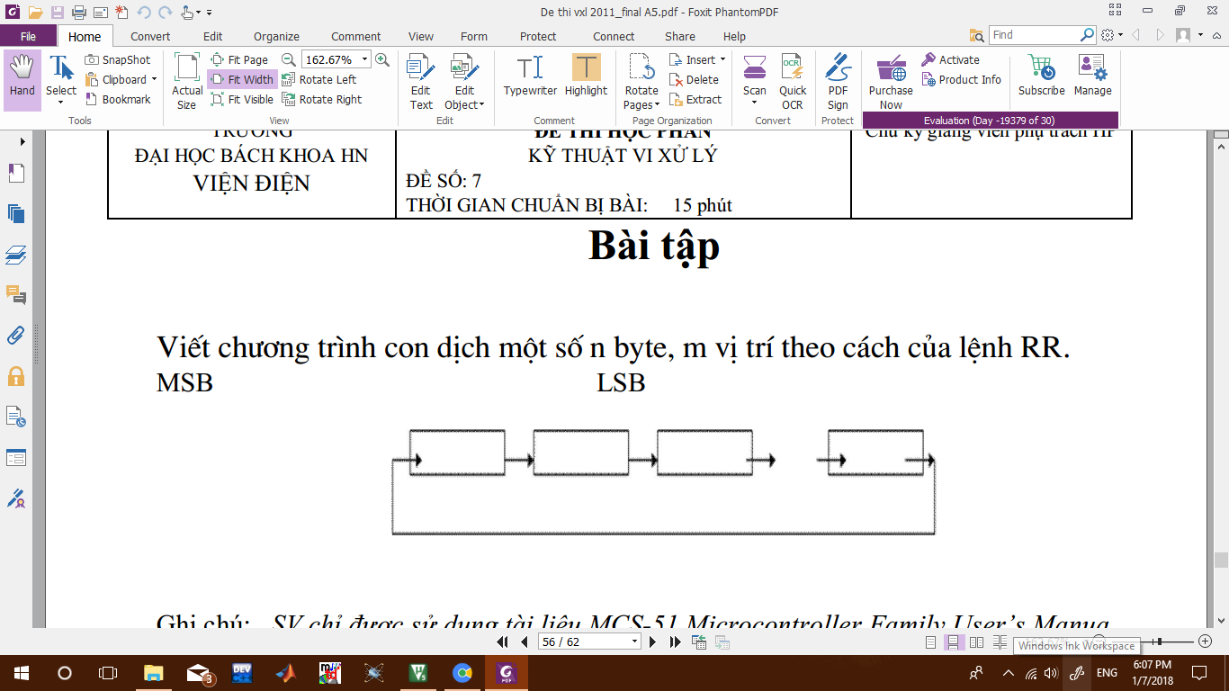 De thi vxl 2011_final A5.pdf - Foxit PhantomPDF
File Home Convert Edit Organize Comment View Form Protect Connect Share Help Find
Hand Select SnapShot Clipboard Bookmark Actual Size Fit Page Fit Width Fit Visible 162.67% Rotate Left Rotate Right Edit Text Edit Object Typewriter Highlight Rotate Pages Insert Delete Extract Scan Quick OCR PDF Sign Purchase Now Activate Product Info Subscribe Manage
Tools View Edit Comment Page Organization Convert Protect Evaluation (Day -19379 of 30)
TRƯỜNG
ĐẠI HỌC BÁCH KHOA HN
VIỆN ĐIỆN
ĐỀ THI HỌC PHẦN
KỸ THUẬT VI XỬ LÝ
ĐỀ SỐ: 7
THỜI GIAN CHUẨN BỊ BÀI: 15 phút
Chữ ký giảng viên phụ trách HP
Bài tập
Viết chương trình con dịch một số n byte, m vị trí theo cách của lệnh RR.
MSB LSB
Ghi chú: SV chỉ được sử dụng tài liệu MCS-51 Microcontroller Family User's Manua
56 / 62
Windows Ink Workspace
DEV
3
ENG
6:07 PM
1/7/2018